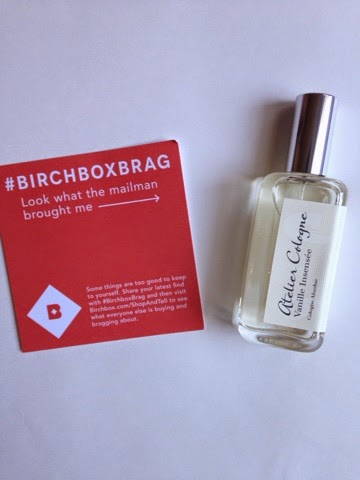 #BIRCHBOXBRAG
Look what the mailman
brought me
Some things are too good to keep
to yourself. Share your latest find
with #BirchboxBrag and then visit
Birchbox.com/ShopAndTell to see
what everyone else is buying and
bragging about.
B
Atelier Cologne
Vanille Insensée
Cologne Absolue